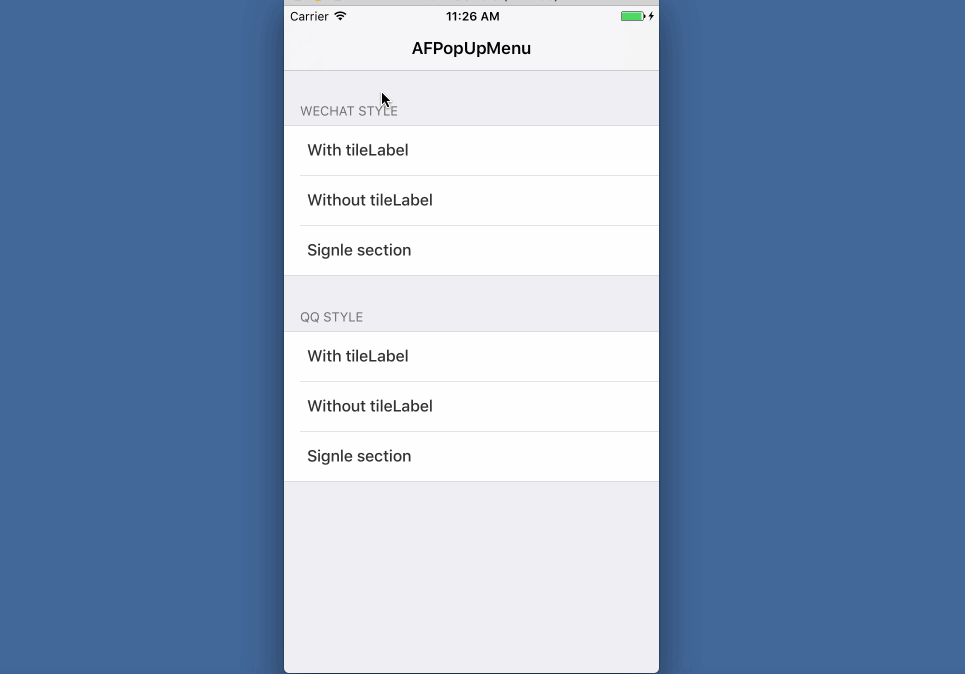 Carrier 11:26 AM
AFPopUpMenu
WECHAT STYLE
With tileLabel
Without tileLabel
Signle section
QQ STYLE
With tileLabel
Without tileLabel
Signle section